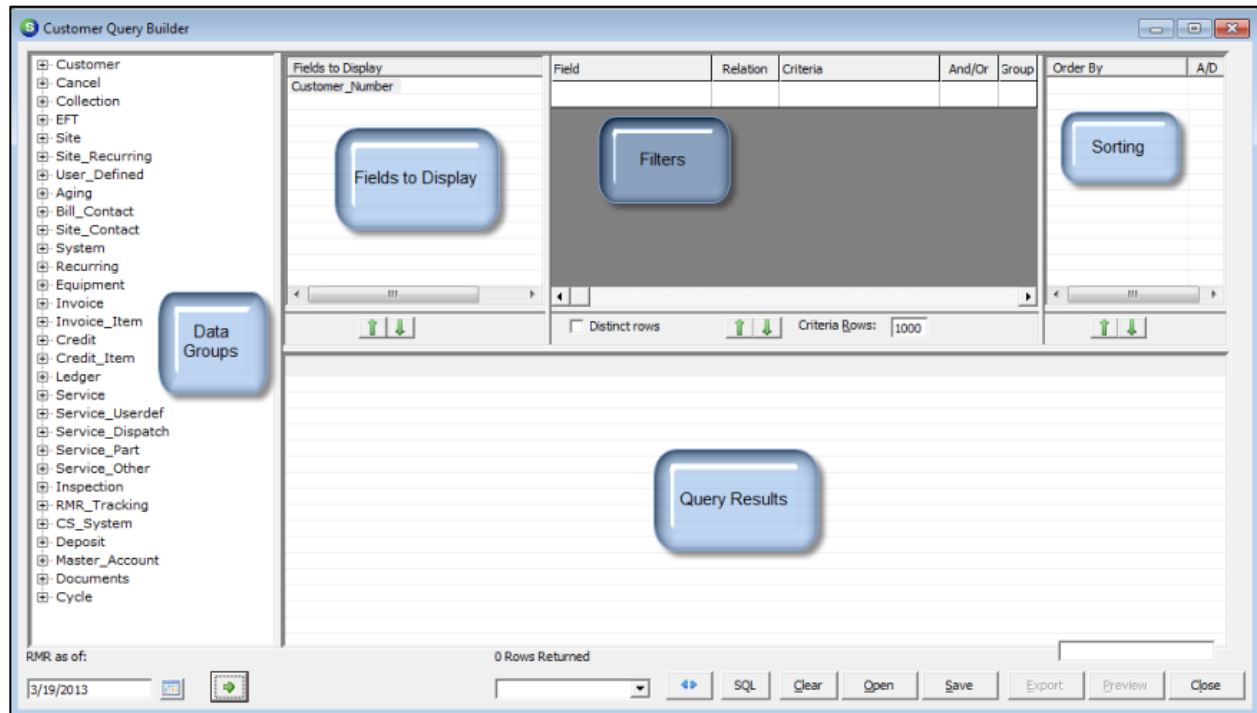 Customer Query Builder
Customer
Cancel
Collection
EFT
Site
Site_Recurring
User_Defined
Aging
Bill_Contact
Site_Contact
System
Recurring
Equipment
Invoice
Invoice_Item
Credit
Credit_Item
Ledger
Service
Service_Userdef
Service_Dispatch
Service_Part
Service_Other
Inspection
RMR_Tracking
CS_System
Deposit
Master_Account
Documents
Cycle
Data
Groups
Fields to Display
Customer_Number
Fields to Display
Field Relation Criteria And/Or Group
Filters
Distinct rows Criteria Rows: 1000
Order By A/D
Sorting
Query Results
RMR as of: 0 Rows Returned
3/19/2013 SQL Clear Open Save Export Preview Close